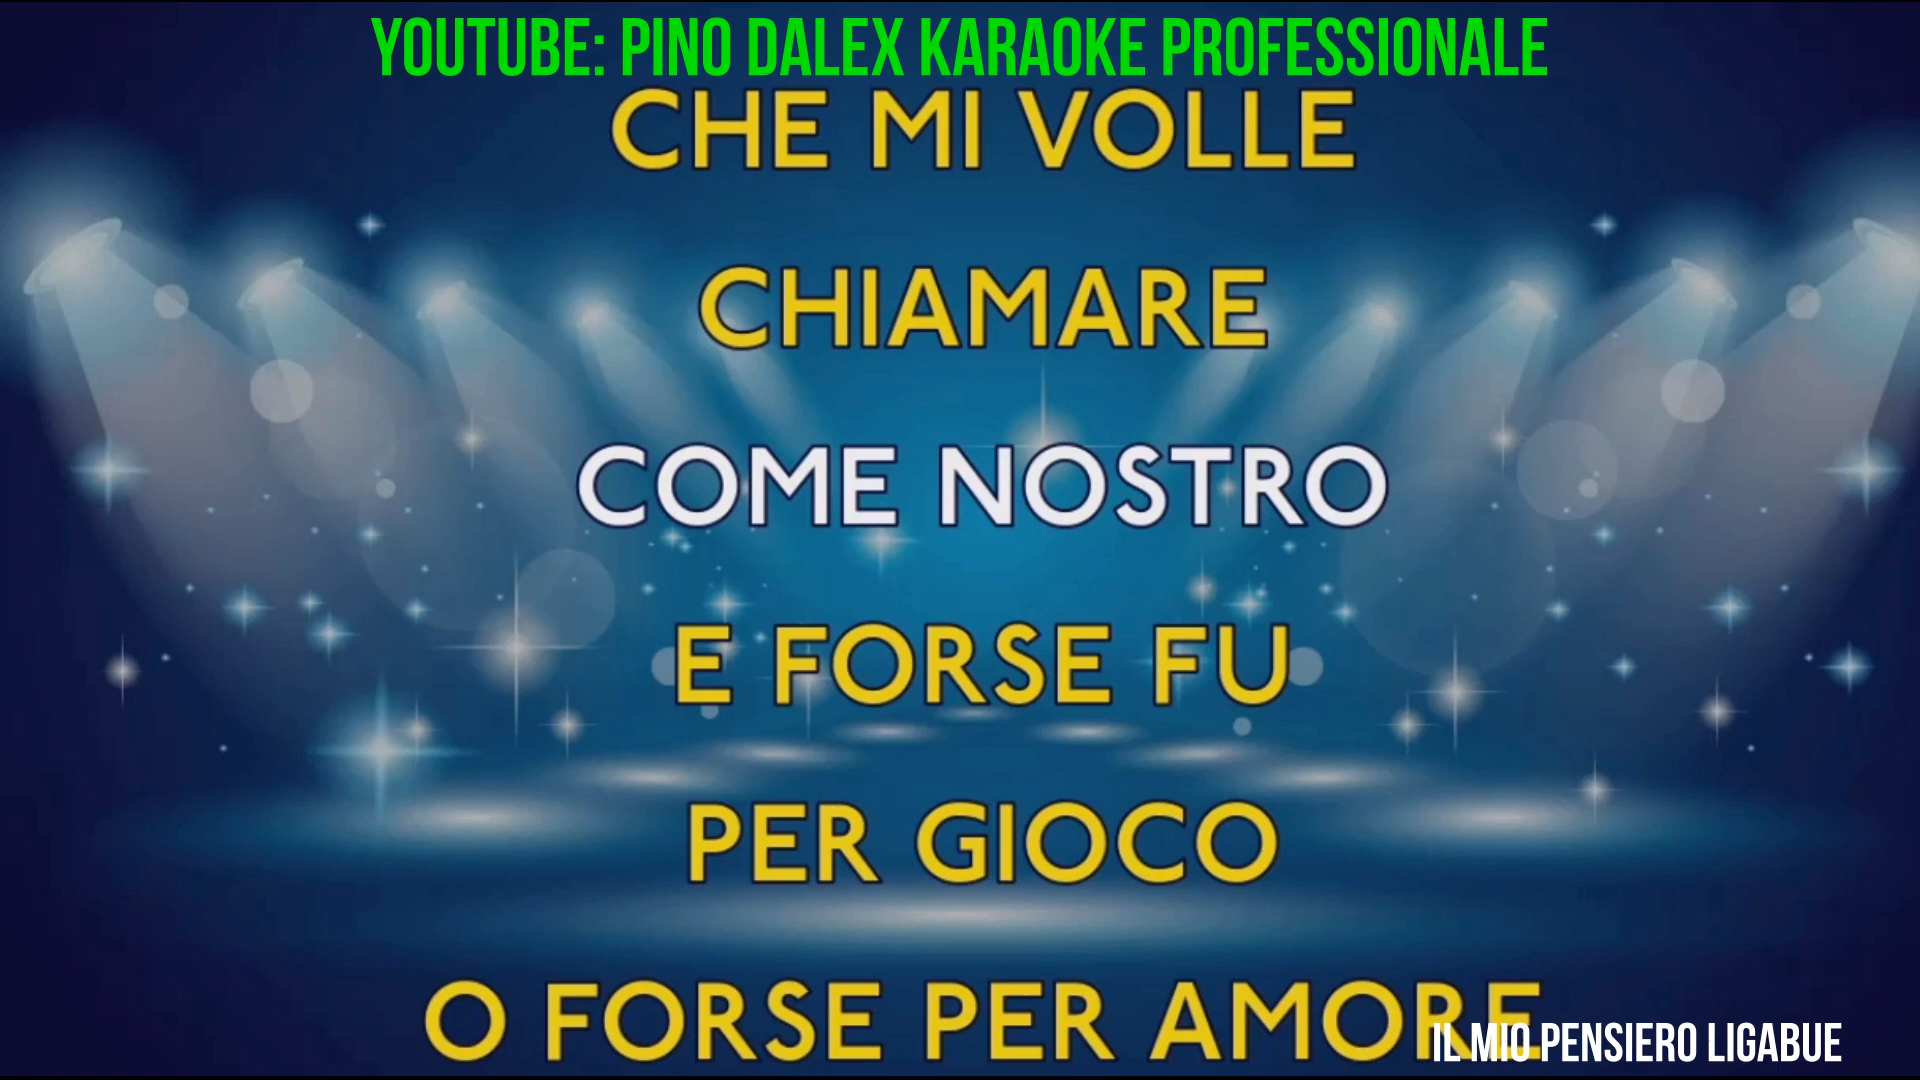 YOUTUBE: PINO DALEX KARAOKE PROFESSIONALE
CHE MI VOLLE
CHIAMARE
COME NOSTRO
E FORSE FU
PER GIOCO
O FORSE PER AMORE
IL MIO PENSIERO LIGABUE